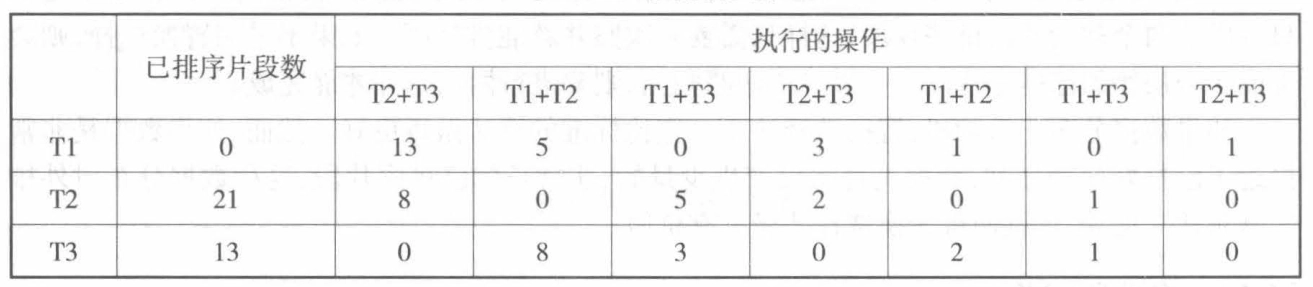 已排序片段数 执行的操作
T2+T3 T1+T2 T1+T3 T2+T3 T1+T2 T1+T3 T2+T3
T1 0 13 5 0 3 1 0 1
T2 21 8 0 5 2 0 1 0
T3 13 0 8 3 0 2 1 0